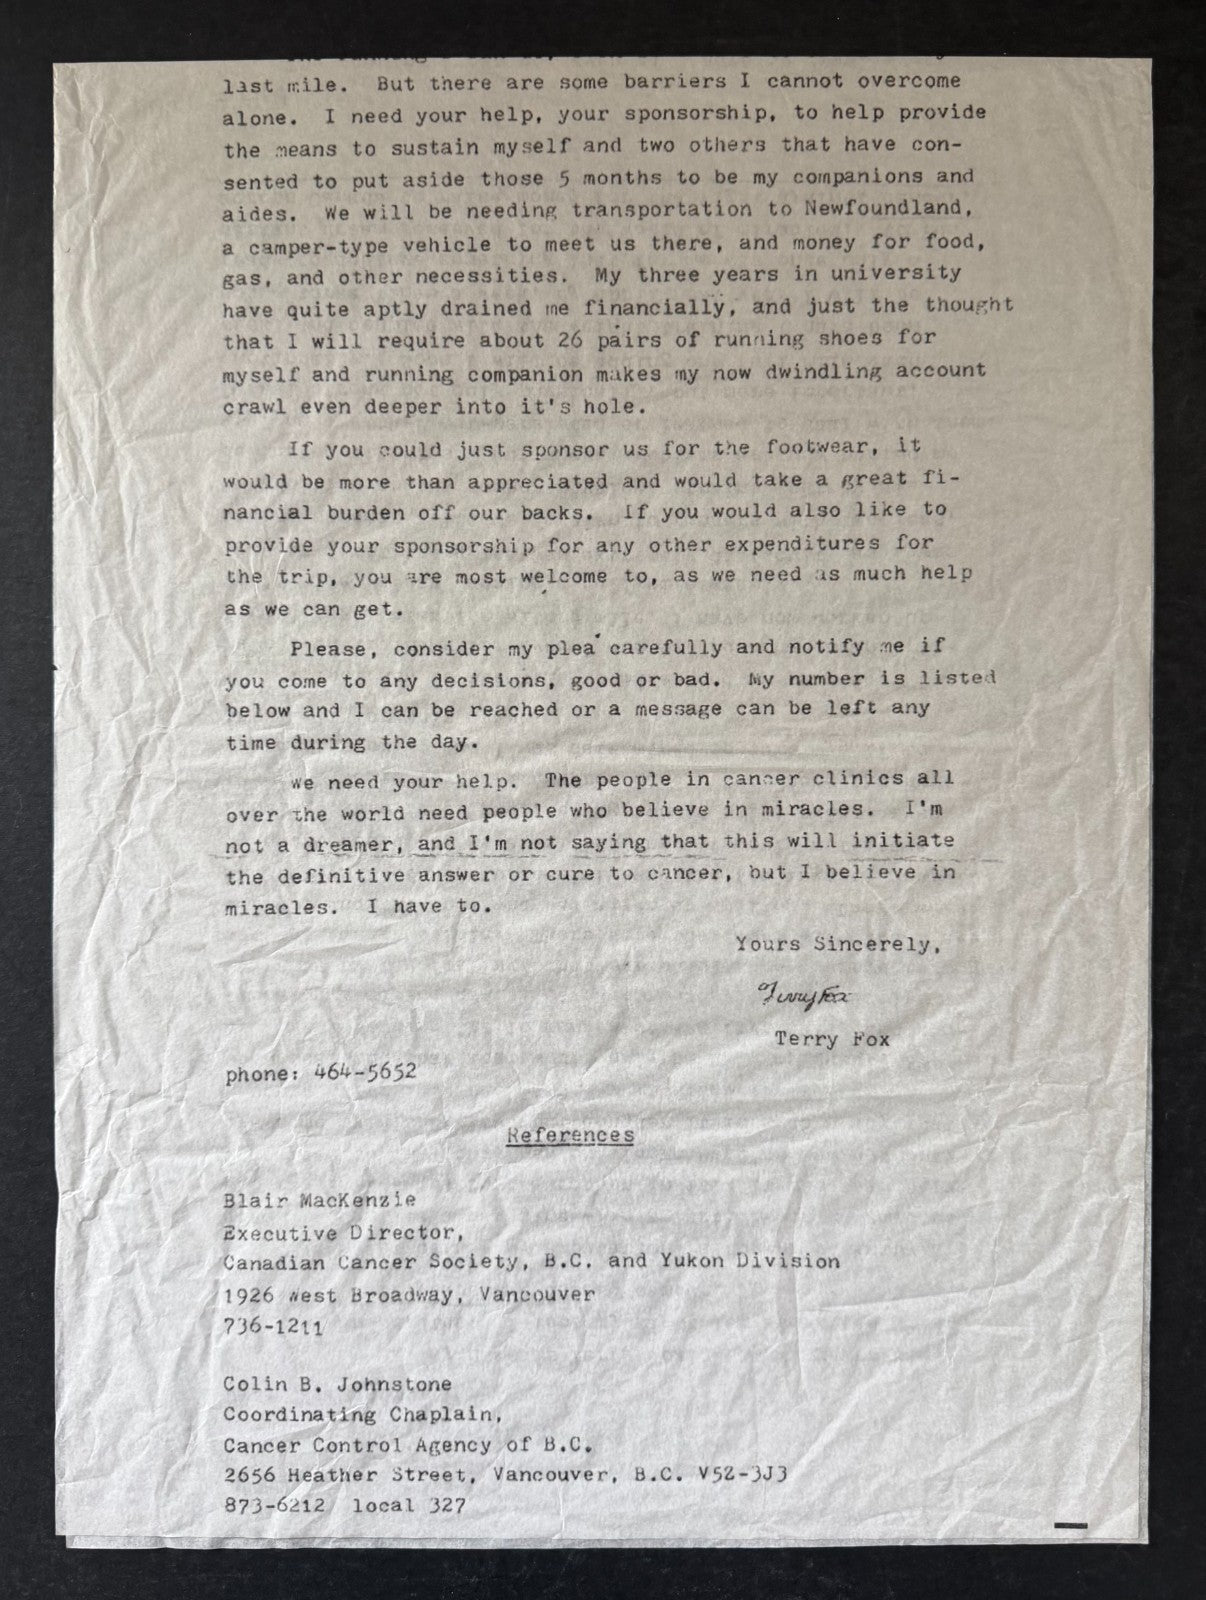 last mile. But there are some barriers I cannot overcome
alone. I need your help, your sponsorship, to help provide
the means to sustain myself and two others that have con-
sented to put aside those 5 months to be my companions and
aides. We will be needing transportation to Newfoundland,
a camper-type vehicle to meet us there, and money for food,
gas, and other necessities. My three years in university
have quite aptly drained me financially, and just the thought
that I will require about 26 pairs of running shoes for
myself and running companion makes my now dwindling account
crawl even deeper into it's hole.
If you could just sponsor us for the footwear, it
would be more than appreciated and would take a great fi-
nancial burden off our backs. If you would also like to
provide your sponsorship for any other expenditures for
the trip, you are most welcome to, as we need as much help
as we can get.
Please, consider my plea carefully and notify me if
you come to any decisions, good or bad. My number is listed
below and I can be reached or a message can be left any
time during the day.
We need your help. The people in cancer clinics all
over the world need people who believe in miracles. I'm
not a dreamer, and I'm not saying that this will initiate
the definitive answer or cure to cancer, but I believe in
miracles. I have to.
Yours Sincerely,
Terry Fox
Terry Fox
phone: 464-5652
References
Blair MacKenzie
Executive Director,
Canadian Cancer Society, B.C. and Yukon Division
1926 West Broadway, Vancouver
736-1211
Colin B. Johnstone
Coordinating Chaplain,
Cancer Control Agency of B.C.
2656 Heather Street, Vancouver, B.C. V5Z-3J3
873-6212 local 327